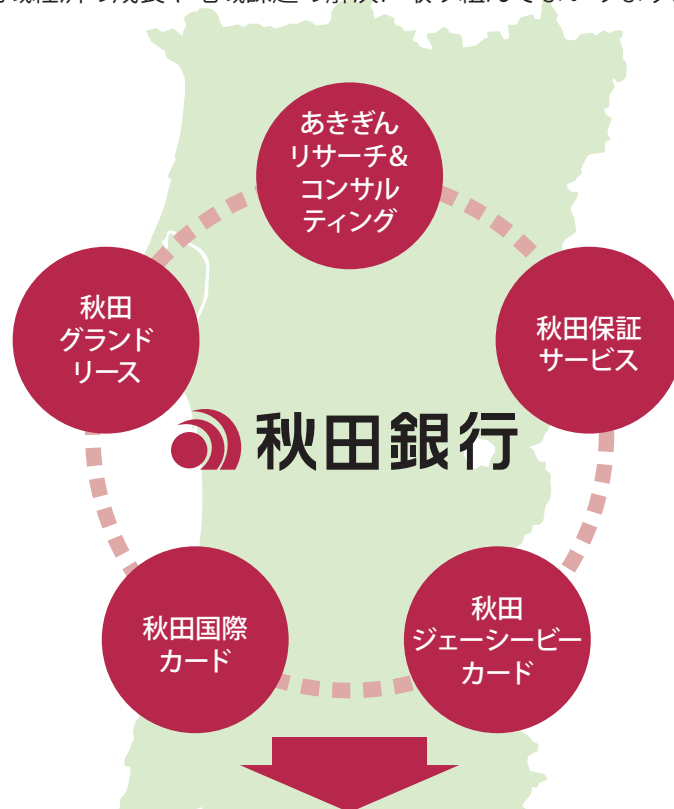 あきぎん
リサーチ&
コンサル
ティング
秋田
グランド
リース
秋田保証
サービス
秋田銀行
秋田国際
カード
秋田
ジェーシービー
カード